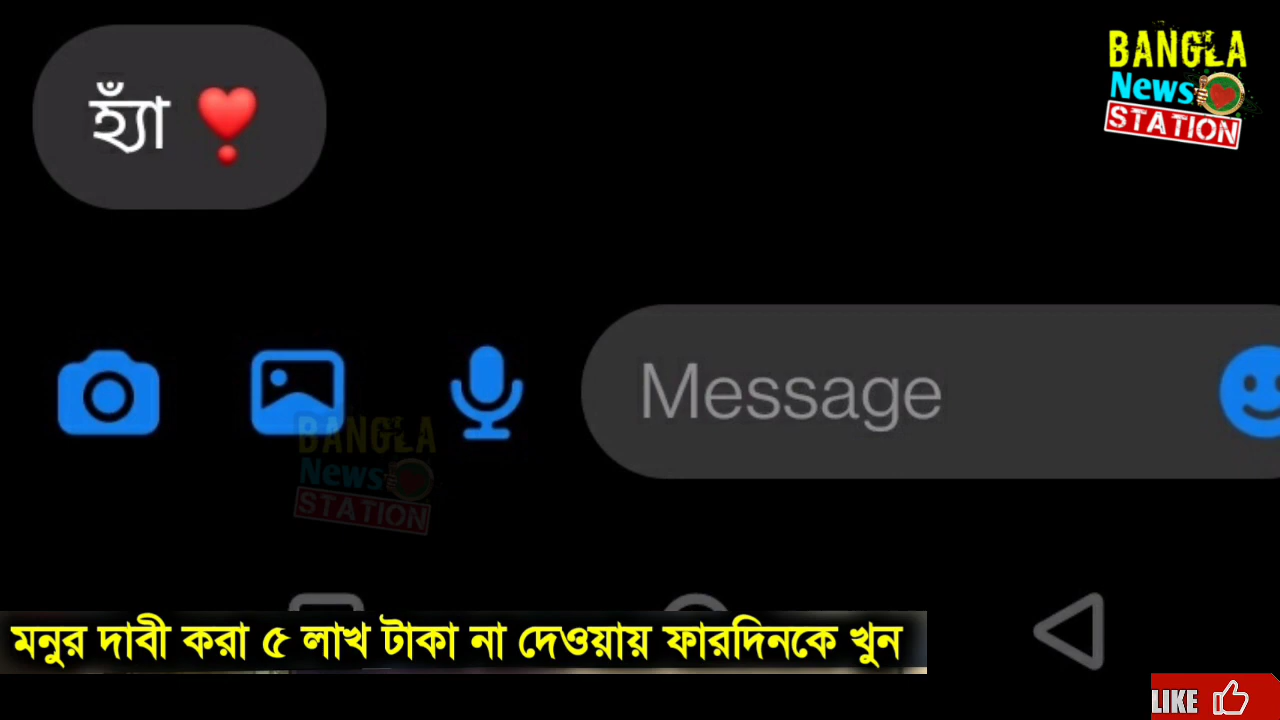 হ্যাঁ ❣️
BANGLA
News
STATION
Message
BANGLA
News
STATION
মনুর দাবী করা ৫ লাখ টাকা না দেওয়ায় ফারদিনকে খুন
LIKE